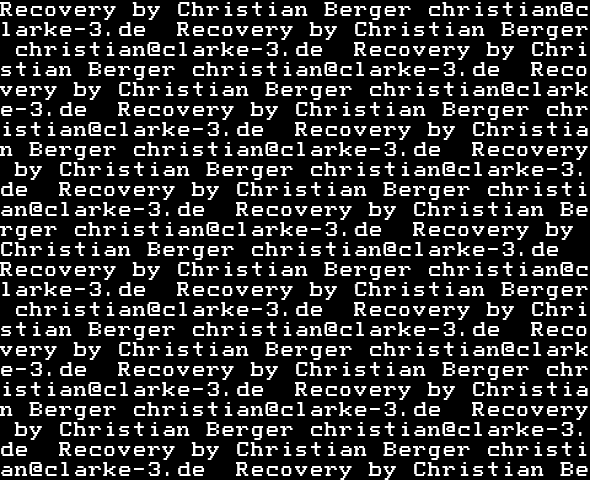 Recovery by Christian Berger christian@c
larke-3.de  Recovery by Christian Berger
 christian@clarke-3.de  Recovery by Chri
stian Berger christian@clarke-3.de  Reco
very by Christian Berger christian@clark
e-3.de  Recovery by Christian Berger chr
istian@clarke-3.de  Recovery by Christia
n Berger christian@clarke-3.de  Recovery
 by Christian Berger christian@clarke-3.
de  Recovery by Christian Berger christi
an@clarke-3.de  Recovery by Christian Be
rger christian@clarke-3.de  Recovery by
Christian Berger christian@clarke-3.de
Recovery by Christian Berger christian@c
larke-3.de  Recovery by Christian Berger
 christian@clarke-3.de  Recovery by Chri
stian Berger christian@clarke-3.de  Reco
very by Christian Berger christian@clark
e-3.de  Recovery by Christian Berger chr
istian@clarke-3.de  Recovery by Christia
n Berger christian@clarke-3.de  Recovery
 by Christian Berger christian@clarke-3.
de  Recovery by Christian Berger christi
an@clarke-3.de  Recovery by Christian Be